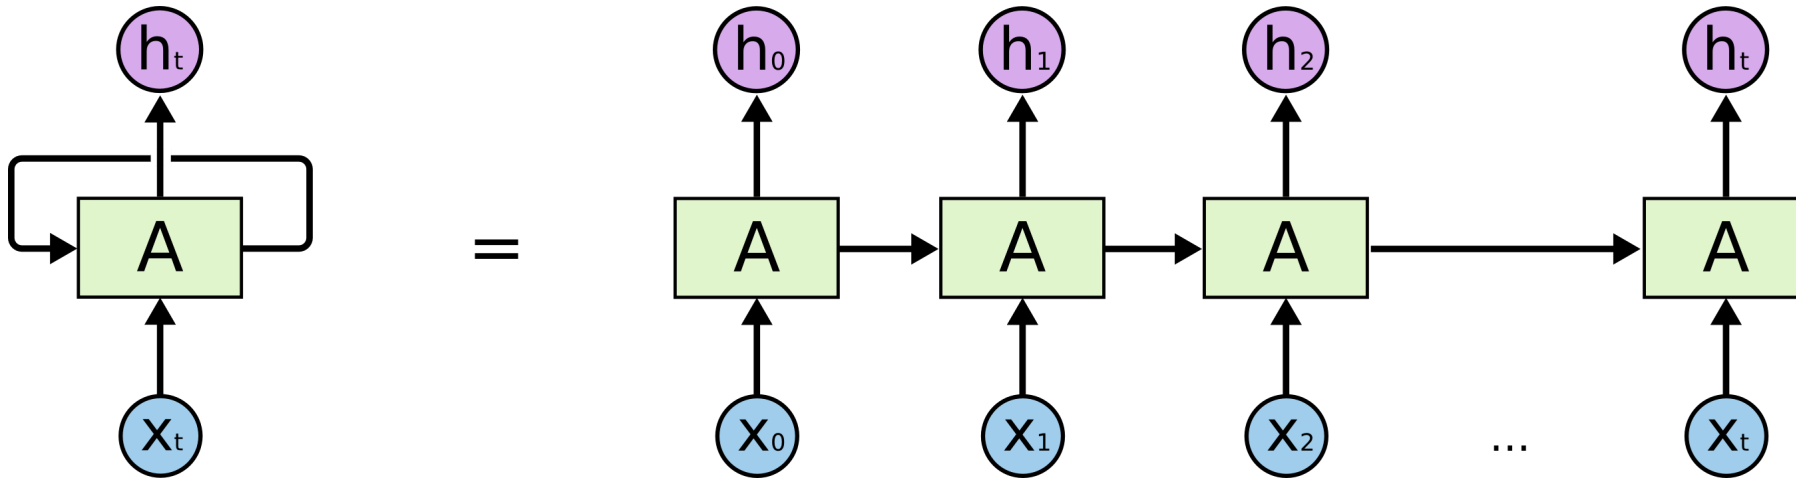 ht h0 h1 h2 ht
A = A A A A
xt x0 x1 x2 ... xt